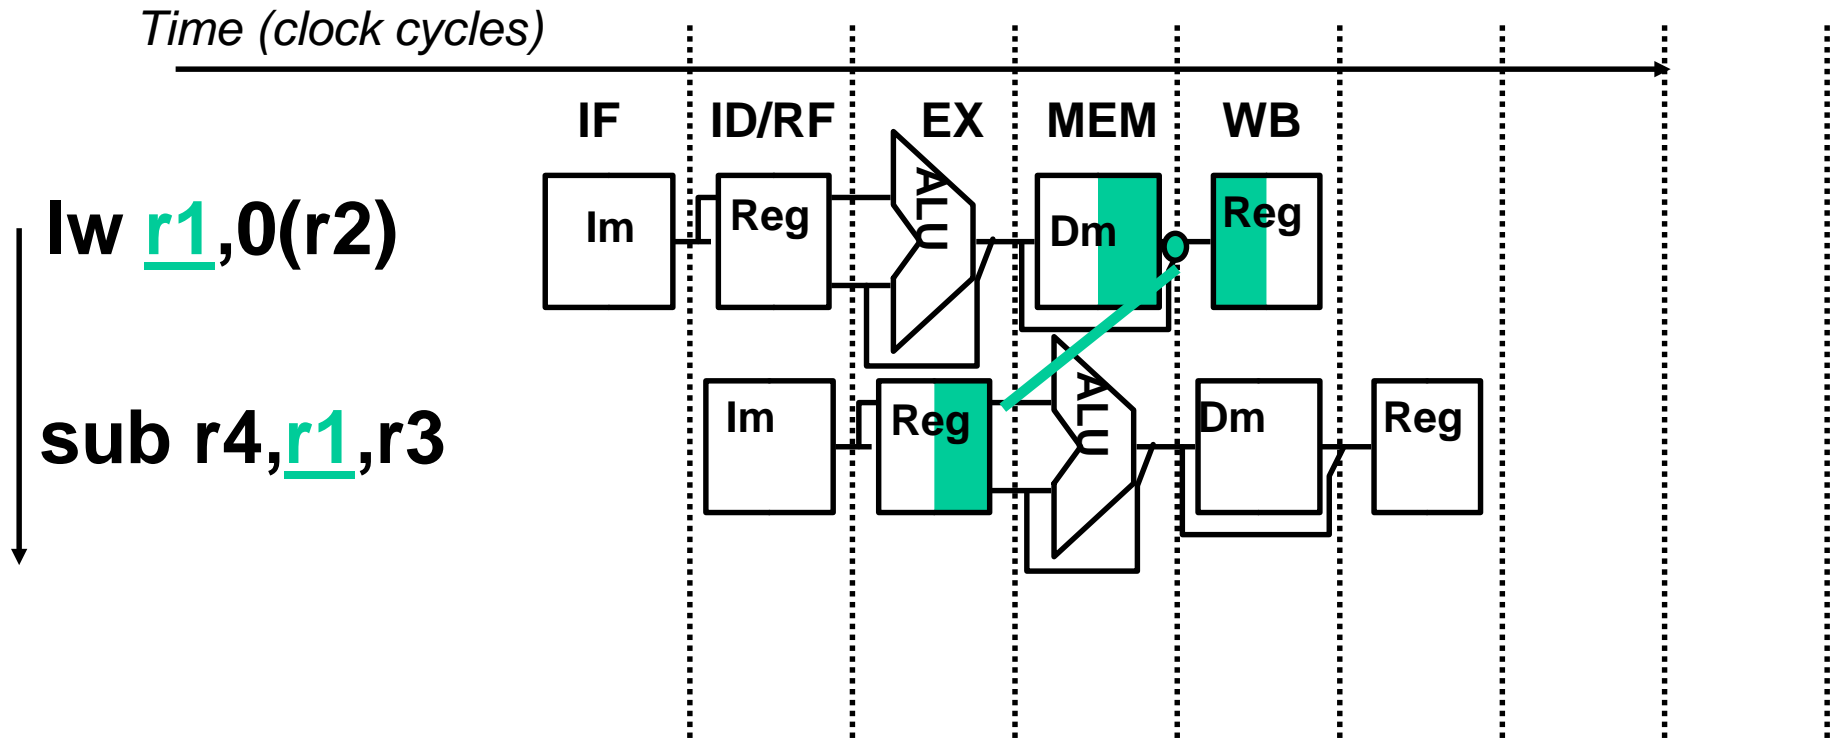 Time (clock cycles)
IF ID/RF EX MEM WB
lw r1,0(r2)
Im Reg ALU Dm Reg
sub r4,r1,r3
Im Reg ALU Dm Reg